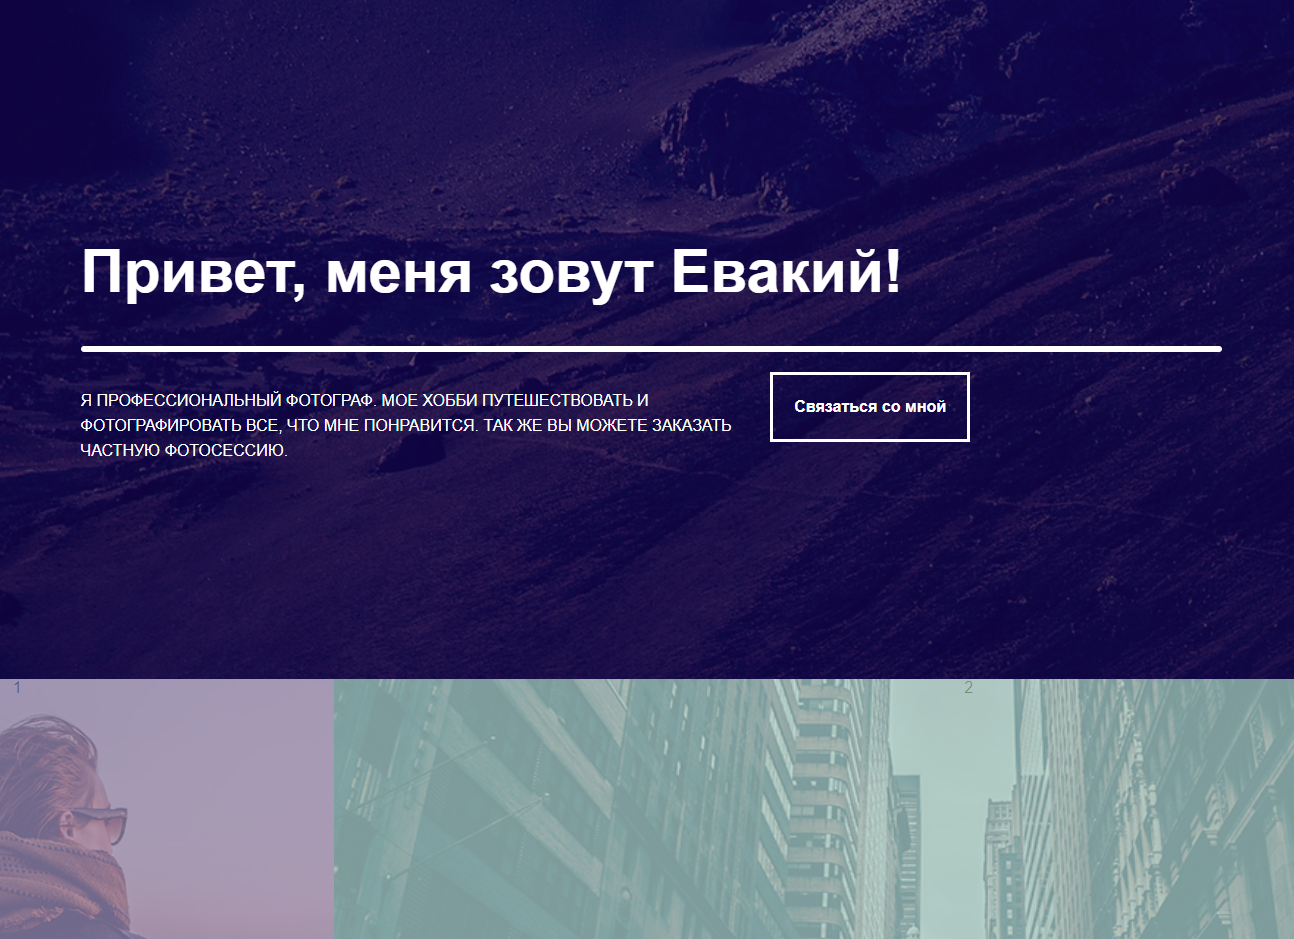 Привет, меня зовут Евакий!
Я ПРОФЕССИОНАЛЬНЫЙ ФОТОГРАФ. МОЕ ХОББИ ПУТЕШЕСТВОВАТЬ И
ФОТОГРАФИРОВАТЬ ВСЕ, ЧТО МНЕ ПОНРАВИТСЯ. ТАК ЖЕ ВЫ МОЖЕТЕ ЗАКАЗАТЬ
ЧАСТНУЮ ФОТОСЕССИЮ.
Связаться со мной
1
2